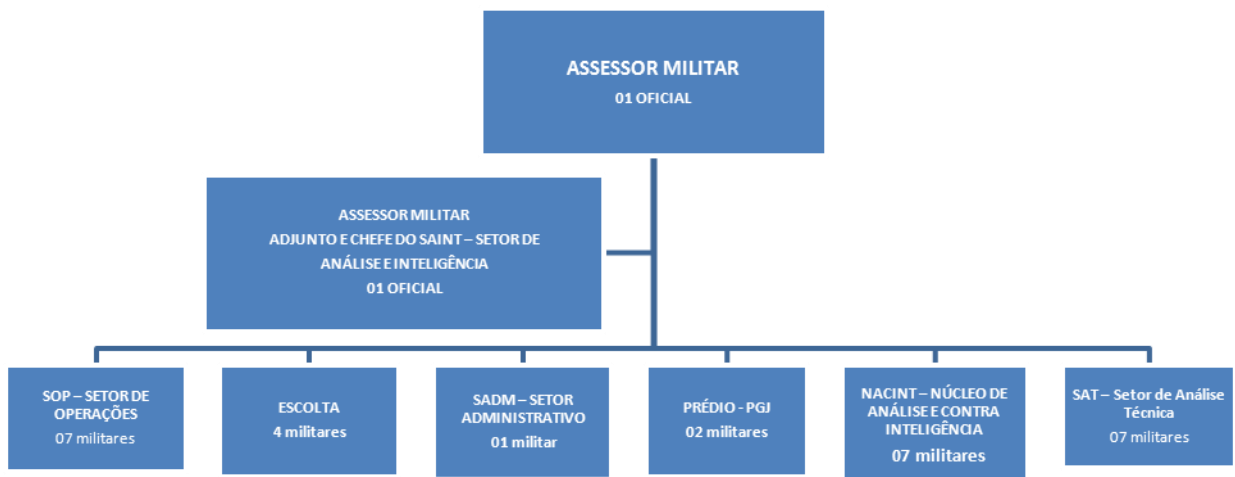 ASSESSOR MILITAR
01 OFICIAL
ASSESSOR MILITAR
ADJUNTO E CHEFE DO SAINT – SETOR DE
ANÁLISE E INTELIGÊNCIA
01 OFICIAL
SOP – SETOR DE
OPERAÇÕES
07 militares
ESCOLTA
4 militares
SADM – SETOR
ADMINISTRATIVO
01 militar
PRÉDIO - PGJ
02 militares
NACINT – NÚCLEO DE
ANÁLISE E CONTRA
INTELIGÊNCIA
07 militares
SAT – Setor de Análise
Técnica
07 militares